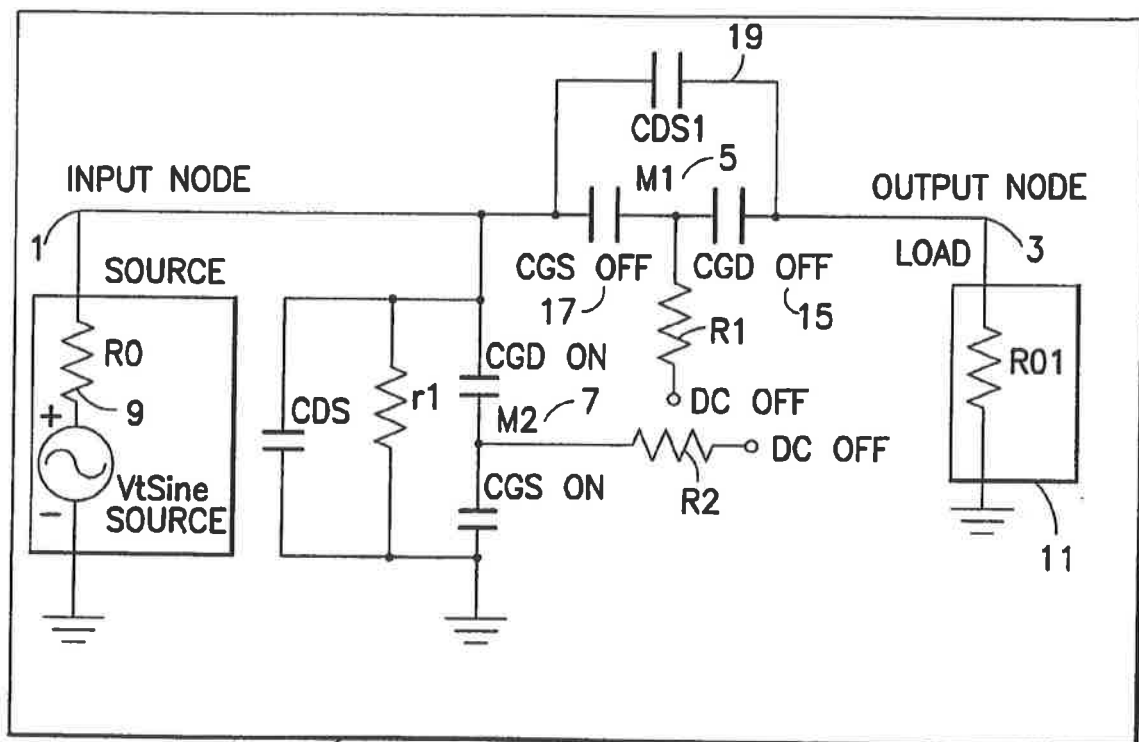 19
CDS1
M1 5
INPUT NODE
OUTPUT NODE
1
3
SOURCE
CGS OFF
CGD OFF
LOAD
17
15
R0
R1
R01
CGD ON
9
+
CDS
r1
M2 7
DC OFF
DC OFF
VtSine
SOURCE
CGS ON
R2
-
11